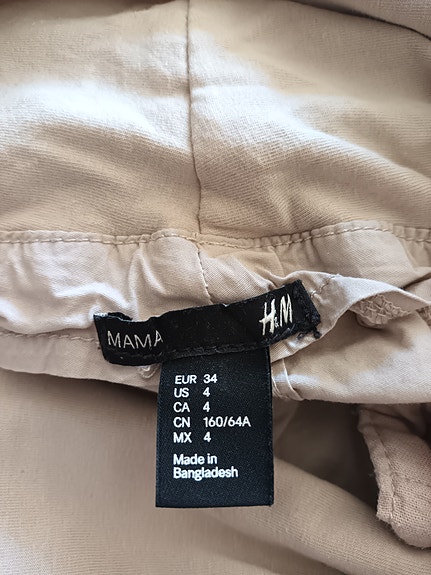 MAMA H&M
EUR 34
US 4
CA 4
CN 160/64A
MX 4
Made in
Bangladesh